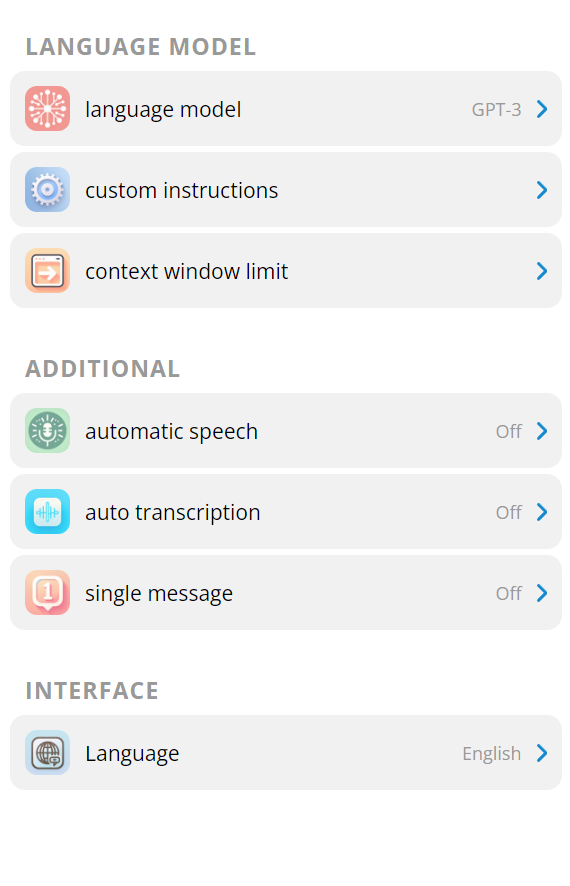 LANGUAGE MODEL
language model GPT-3
custom instructions
context window limit
ADDITIONAL
automatic speech Off
auto transcription Off
1 single message Off
INTERFACE
Language English